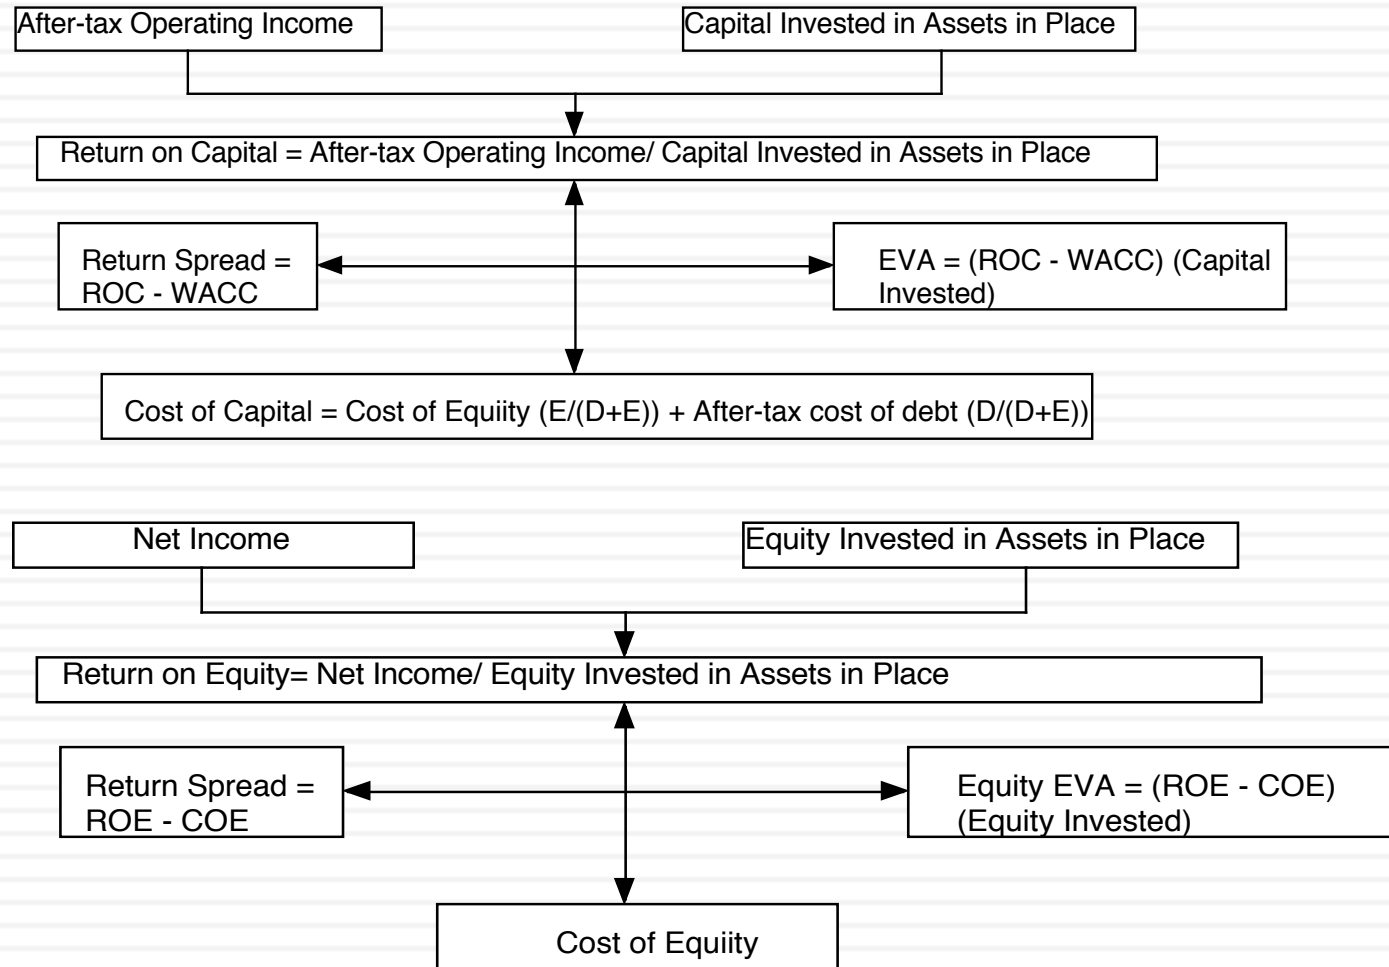 After-tax Operating Income
Capital Invested in Assets in Place
Return on Capital = After-tax Operating Income/ Capital Invested in Assets in Place
Return Spread =
ROC - WACC
EVA = (ROC - WACC) (Capital
Invested)
Cost of Capital = Cost of Equiity (E/(D+E)) + After-tax cost of debt (D/(D+E))
Net Income
Equity Invested in Assets in Place
Return on Equity= Net Income/ Equity Invested in Assets in Place
Return Spread =
ROE - COE
Equity EVA = (ROE - COE)
(Equity Invested)
Cost of Equiity